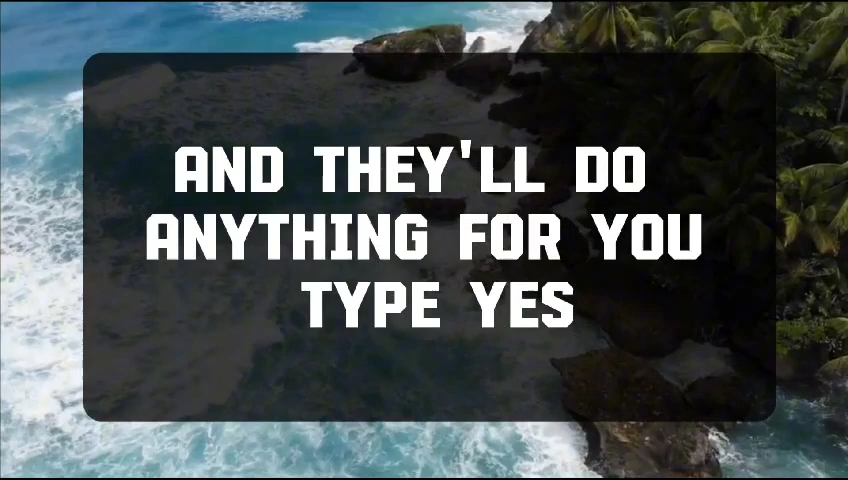 AND THEY'LL DO
ANYTHING FOR YOU
TYPE YES